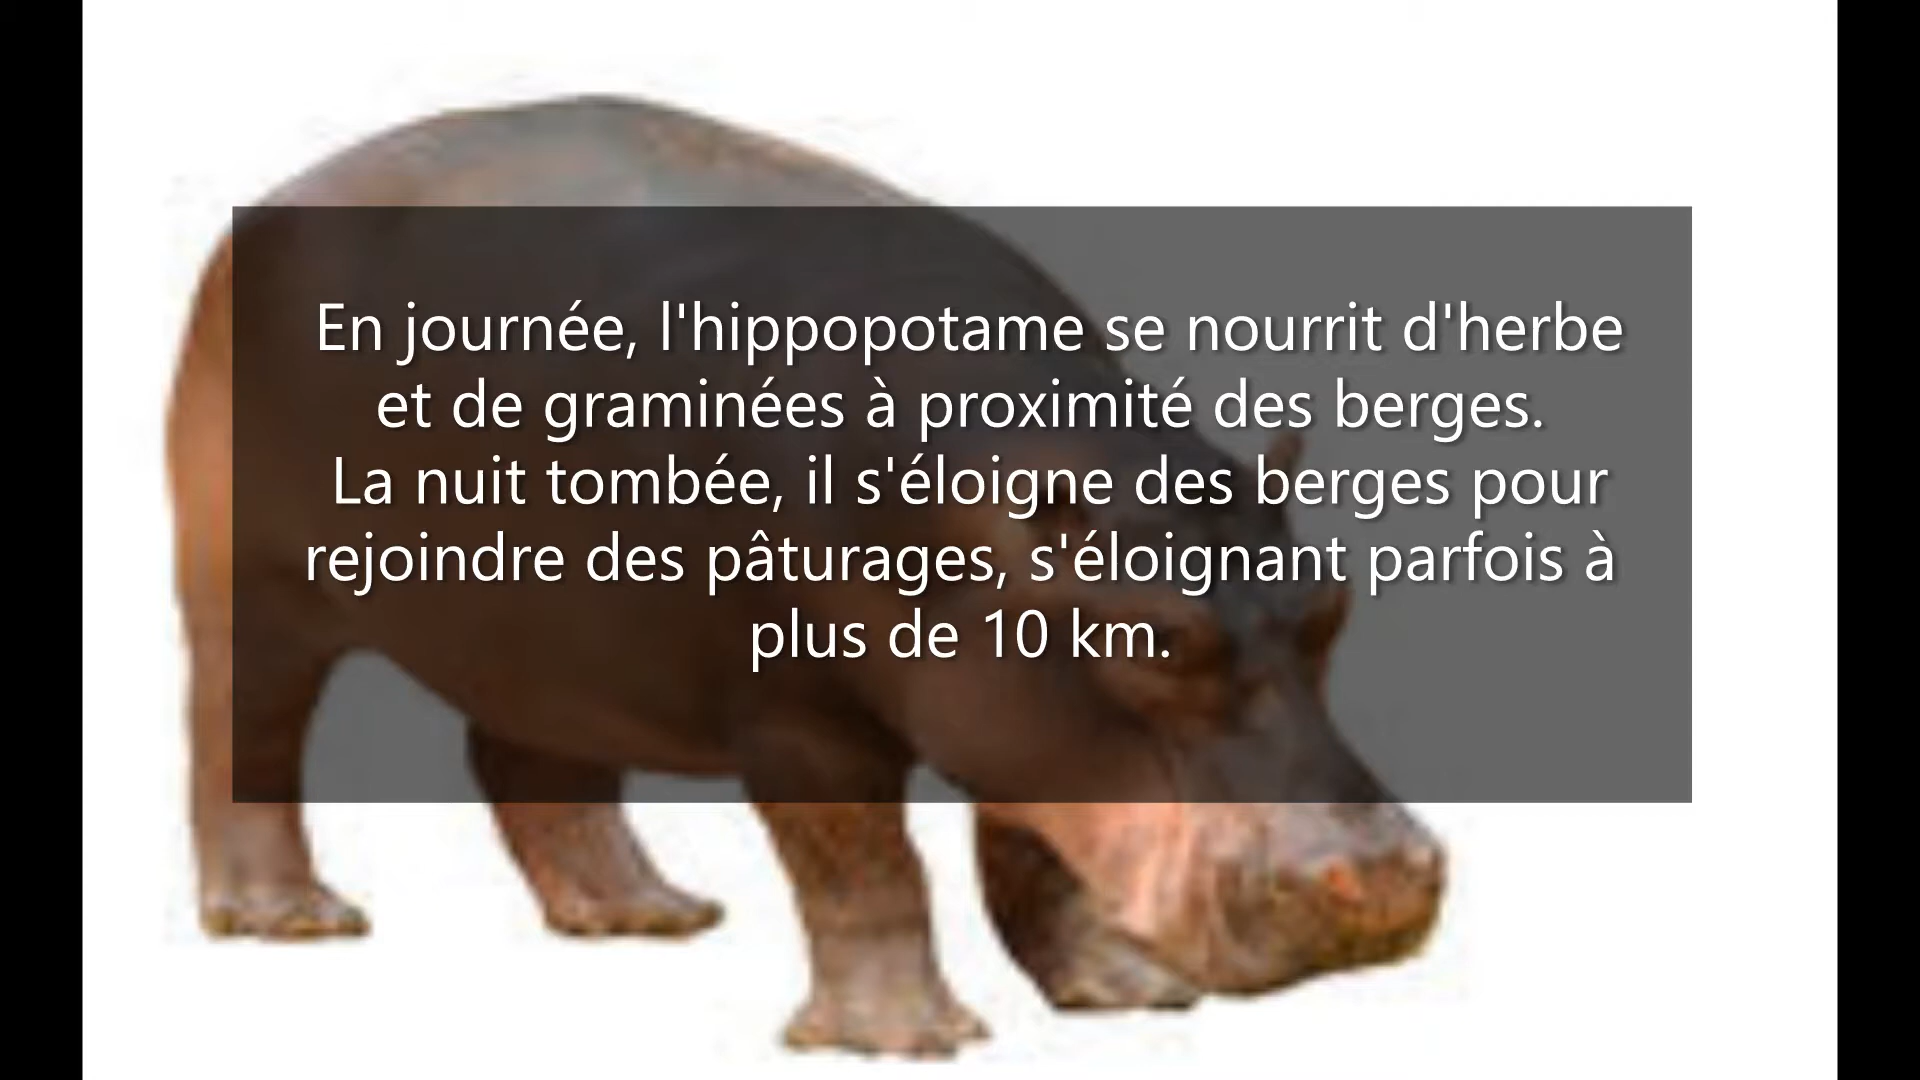 En journée, l'hippopotame se nourrit d'herbe
et de graminées à proximité des berges.
La nuit tombée, il s'éloigne des berges pour
rejoindre des pâturages, s'éloignant parfois à
plus de 10 km.